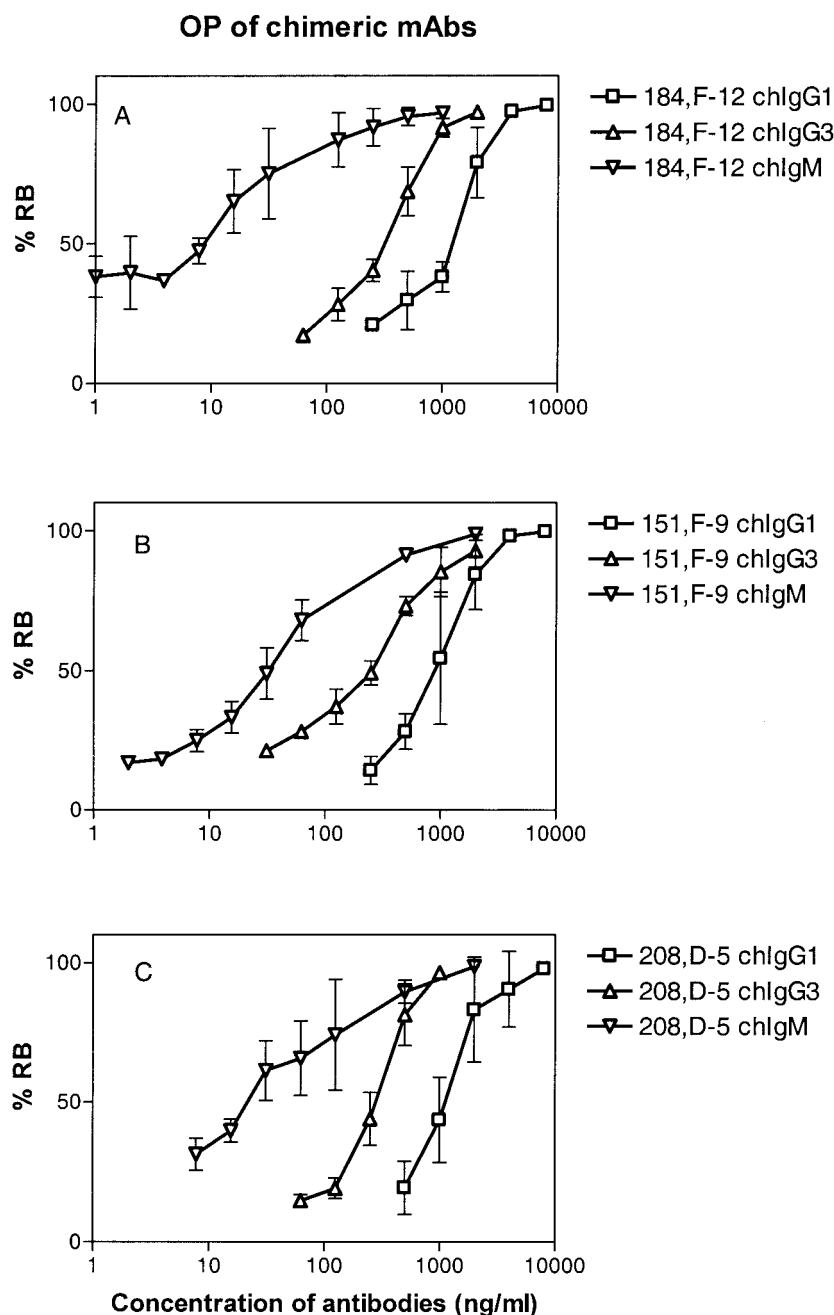 OP of chimeric mAbs
A
% RB
100
50
0
1 10 100 1000 10000
184,F-12 chIgG1
184,F-12 chIgG3
184,F-12 chIgM
B
% RB
100
50
0
1 10 100 1000 10000
151,F-9 chIgG1
151,F-9 chIgG3
151,F-9 chIgM
C
% RB
100
50
0
1 10 100 1000 10000
208,D-5 chIgG1
208,D-5 chIgG3
208,D-5 chIgM
Concentration of antibodies (ng/ml)